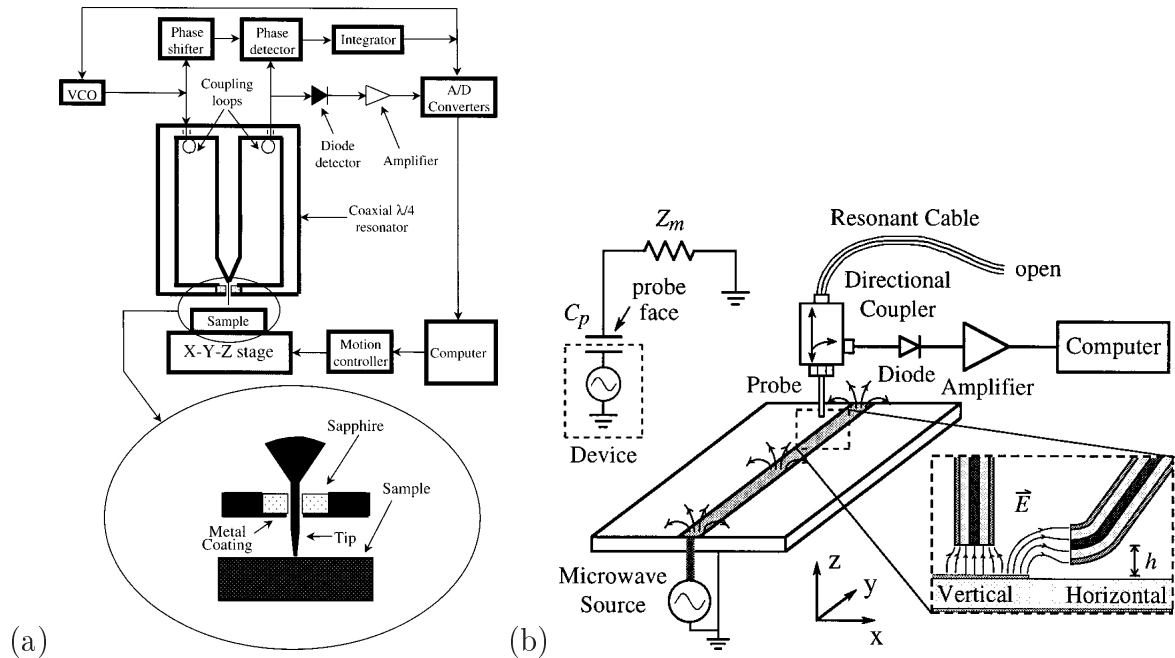 Phase
shifter
Phase
detector
Integrator
VCO
Coupling
loops
A/D
Converters
Diode
detector
Amplifier
Coaxial λ/4
resonator
Sample
X-Y-Z stage
Motion
controller
Computer
Sapphire
Sample
Metal
Coating
Tip
(a)
Z_m
Resonant Cable
open
probe
face
C_p
Directional
Coupler
Computer
Probe
Diode
Amplifier
Device
E
h
Vertical
Horizontal
Microwave
Source
z
y
x
(b)